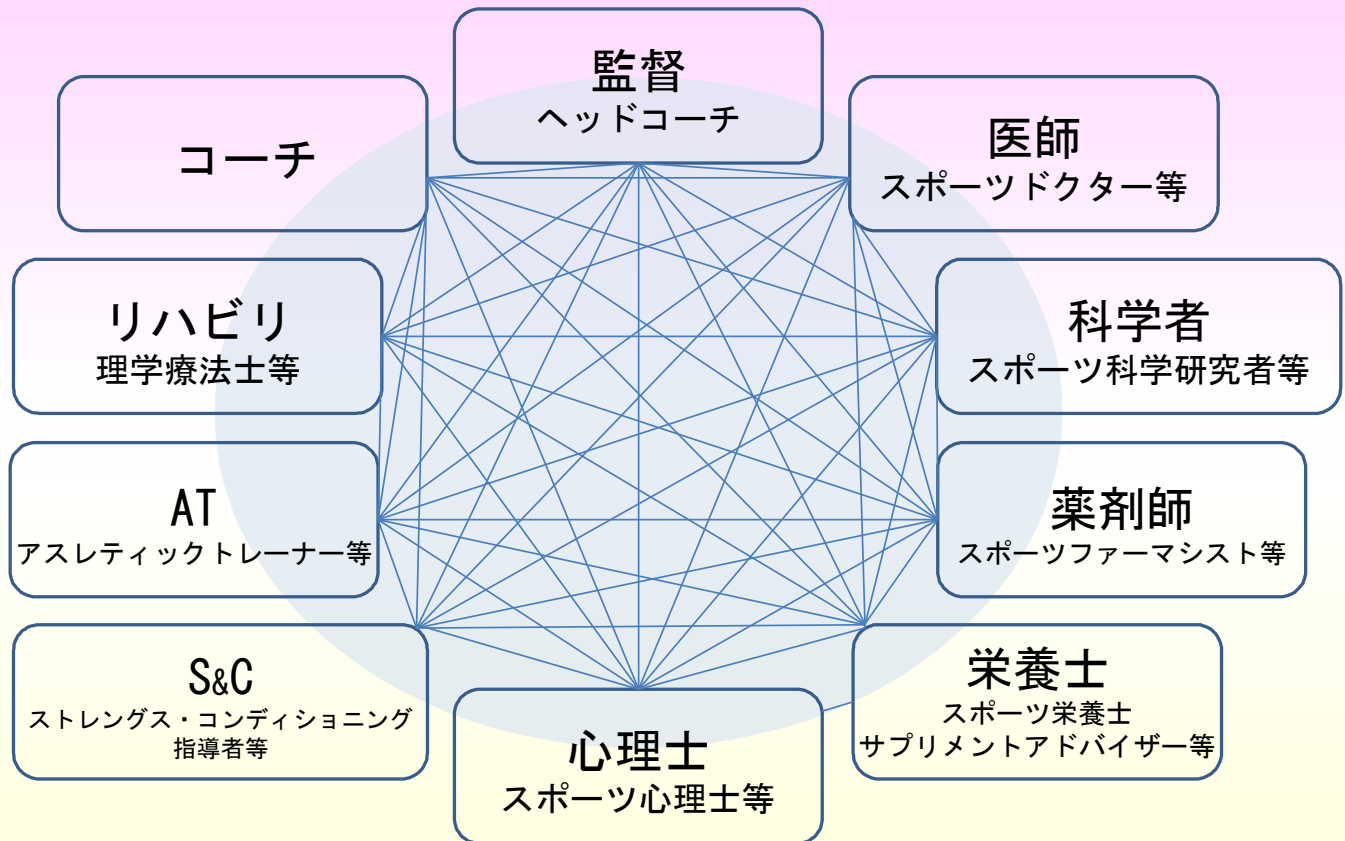 監督
ヘッドコーチ
コーチ
医師
スポーツドクター等
リハビリ
理学療法士等
科学者
スポーツ科学研究者等
AT
アスレティックトレーナー等
薬剤師
スポーツファーマシスト等
S&C
ストレングス・コンディショニング
指導者等
心理士
スポーツ心理士等
栄養士
スポーツ栄養士
サプリメントアドバイザー等